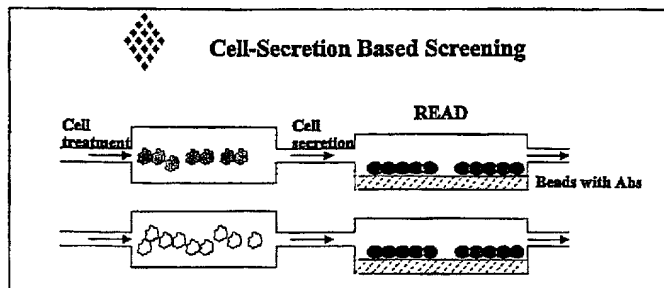 Cell-Secretion Based Screening
Cell
treatment
Cell
secretion
READ
Beads with Abs